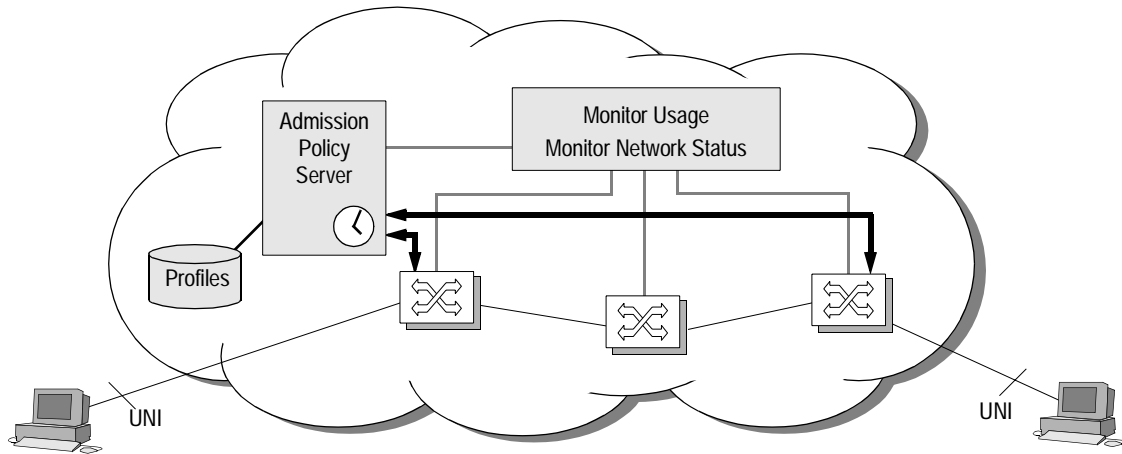 Admission
Policy
Server
Monitor Usage
Monitor Network Status
Profiles
UNI
UNI